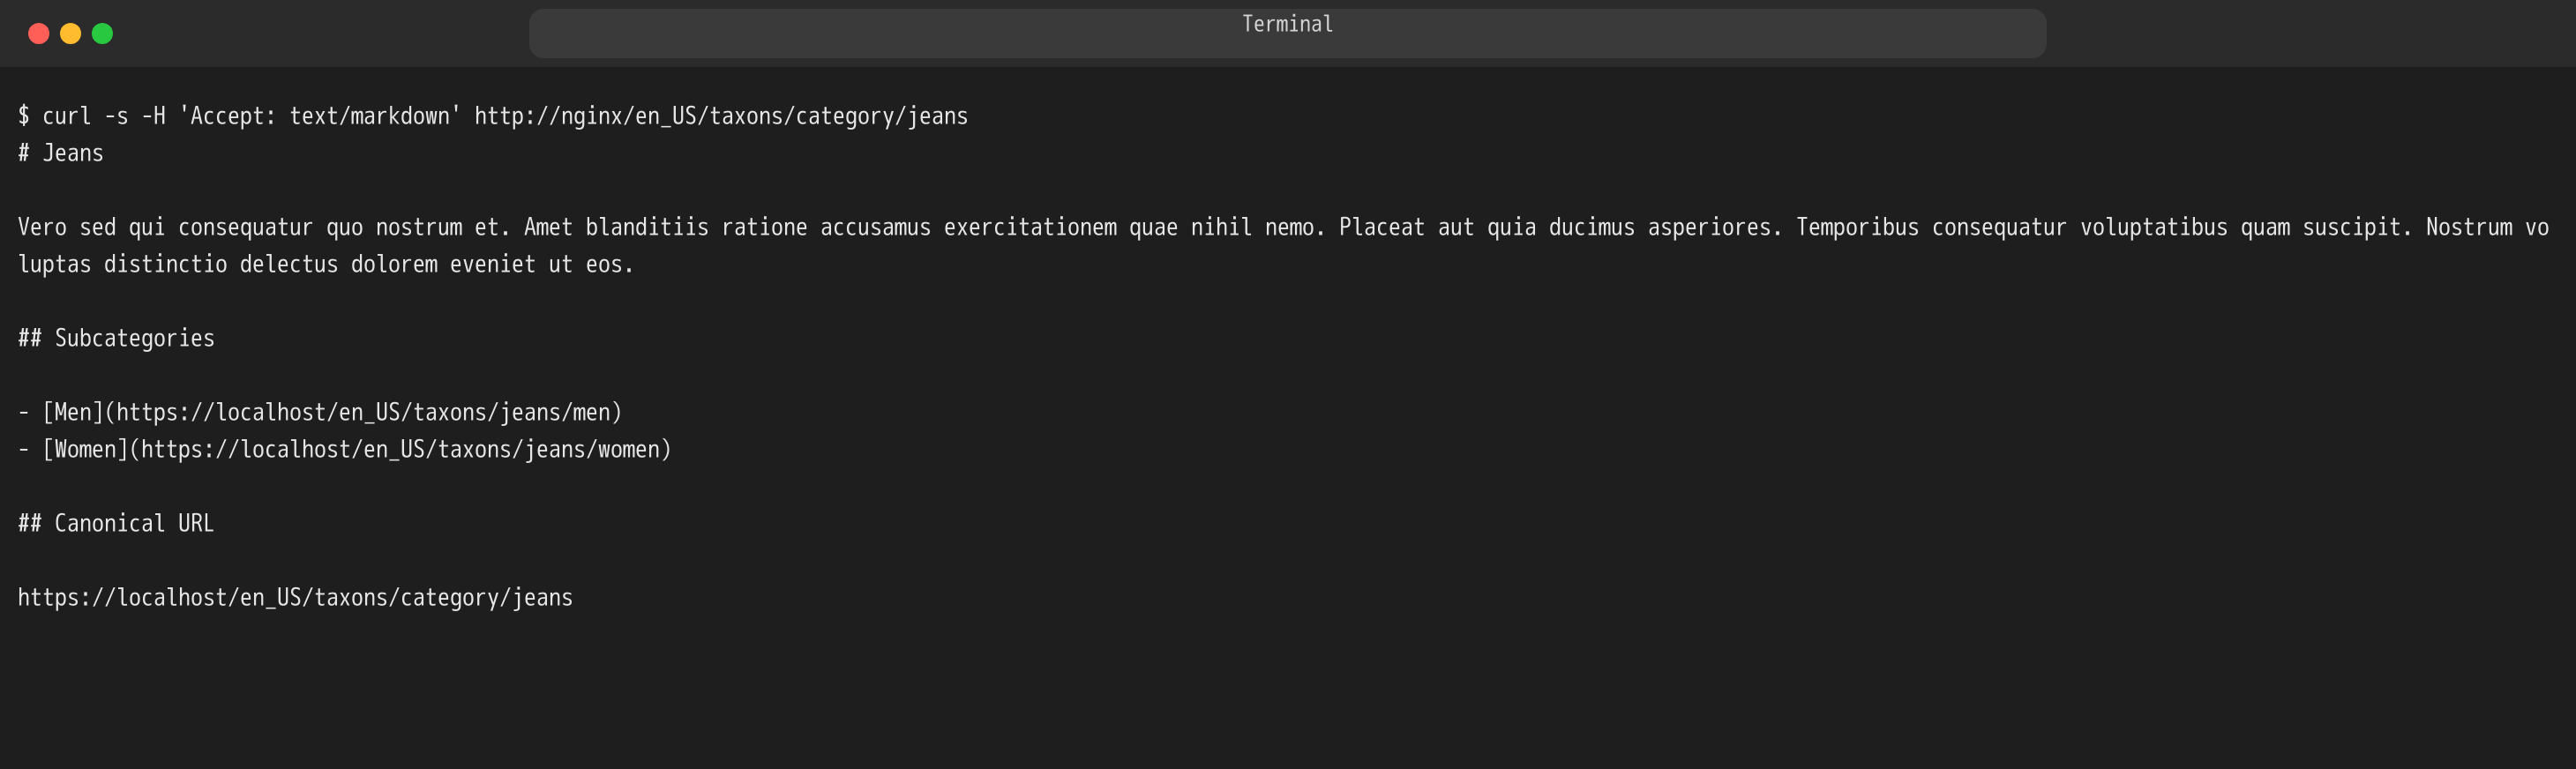 Terminal
$ curl -s -H 'Accept: text/markdown' http://nginx/en_US/taxons/category/jeans
# Jeans
Vero sed qui consequatur quo nostrum et. Amet blanditiis ratione accusamus exercitationem quae nihil nemo. Placeat aut quia ducimus asperiores. Temporibus consequatur voluptatibus quam suscipit. Nostrum vo
luptas distinctio delectus dolorem eveniet ut eos.
## Subcategories
- [Men](https://localhost/en_US/taxons/jeans/men)
- [Women](https://localhost/en_US/taxons/jeans/women)
## Canonical URL
https://localhost/en_US/taxons/category/jeans